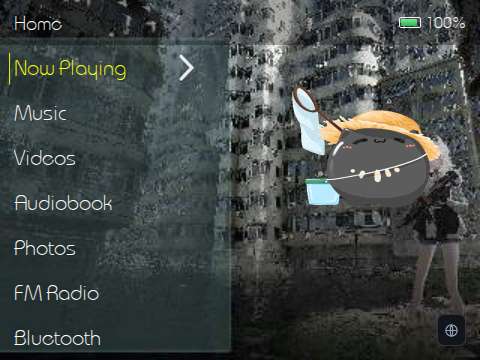 Home
100%
Now Playing
Music
Videos
Audiobook
Photos
FM Radio
Bluetooth